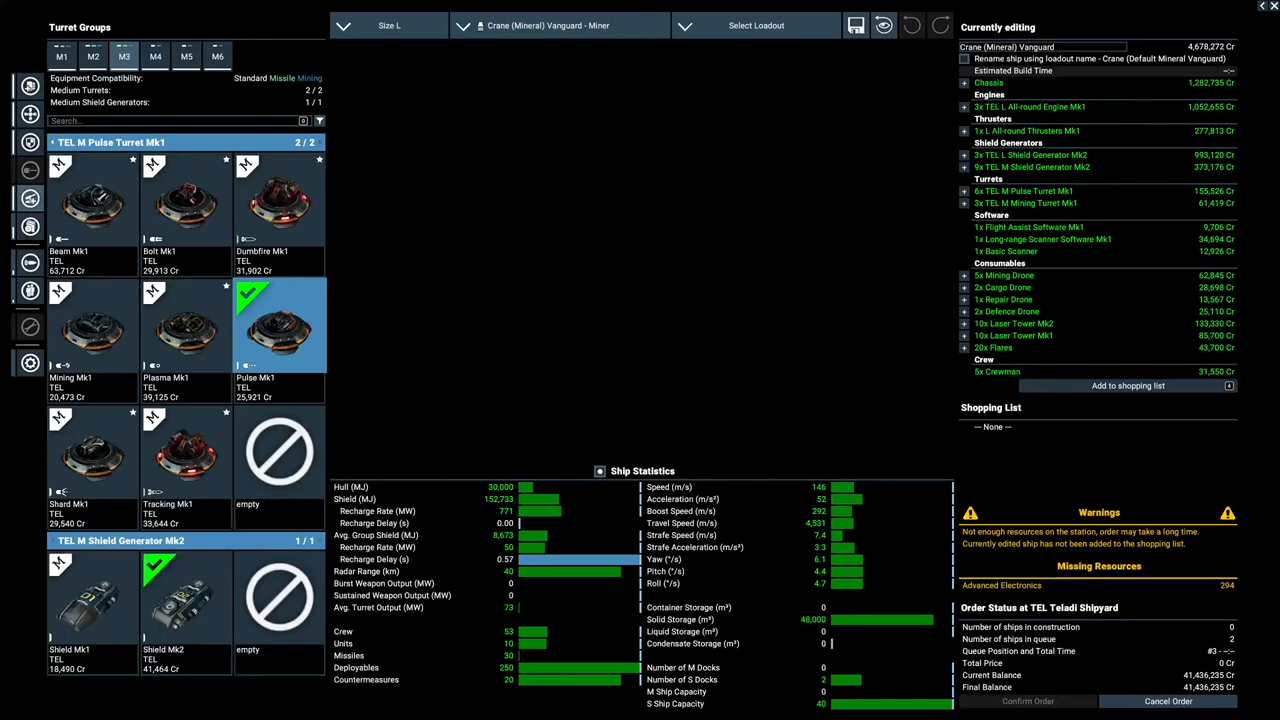 Turret Groups
M1 M2 M3 M4 M5 M6
Equipment Compatibility: Standard Missile Mining
Medium Turrets: 2 / 2
Medium Shield Generators: 1 / 1
Search...
TEL M Pulse Turret Mk1 2 / 2
Beam Mk1 Bolt Mk1 Dumbfire Mk1
TEL TEL TEL
63,712 Cr 29,913 Cr 31,902 Cr
Mining Mk1 Plasma Mk1 Pulse Mk1
TEL TEL TEL
20,473 Cr 39,125 Cr 25,921 Cr
Shard Mk1 Tracking Mk1 empty
TEL TEL
29,540 Cr 33,644 Cr
TEL M Shield Generator Mk2 1 / 1
Shield Mk1 Shield Mk2 empty
TEL TEL
18,490 Cr 41,464 Cr
Size L Crane (Mineral) Vanguard - Miner Select Loadout
Ship Statistics
Hull (MJ) 30,000
Shield (MJ) 152,733
Recharge Rate (MW) 771
Recharge Delay (s) 0.00
Avg. Group Shield (MJ) 8,673
Recharge Rate (MW) 50
Recharge Delay (s) 0.57
Radar Range (km) 40
Burst Weapon Output (MW) 0
Sustained Weapon Output (MW) 0
Avg. Turret Output (MW) 73
Crew 53
Units 10
Missiles 30
Deployables 250
Countermeasures 20
Speed (m/s) 146
Acceleration (m/s²) 52
Boost Speed (m/s) 292
Travel Speed (m/s) 4,531
Strafe Speed (m/s) 7.4
Strafe Acceleration (m/s²) 3.3
Yaw (°/s) 6.1
Pitch (°/s) 4.4
Roll (°/s) 4.7
Container Storage (m³) 0
Solid Storage (m³) 48,000
Liquid Storage (m³) 0
Condensate Storage (m³) 0
Number of M Docks 0
Number of S Docks 2
M Ship Capacity 0
S Ship Capacity 40
Currently editing
Crane (Mineral) Vanguard 4,678,272 Cr
Rename ship using loadout name - Crane (Default Mineral Vanguard)
Estimated Build Time --:--
Chassis 1,282,735 Cr
Engines
3x TEL L All-round Engine Mk1 1,052,655 Cr
Thrusters
1x L All-round Thrusters Mk1 277,813 Cr
Shield Generators
3x TEL L Shield Generator Mk2 993,120 Cr
9x TEL M Shield Generator Mk2 373,176 Cr
Turrets
6x TEL M Pulse Turret Mk1 155,526 Cr
3x TEL M Mining Turret Mk1 61,419 Cr
Software
1x Flight Assist Software Mk1 9,706 Cr
1x Long-range Scanner Software Mk1 34,694 Cr
1x Basic Scanner 12,926 Cr
Consumables
5x Mining Drone 62,845 Cr
2x Cargo Drone 28,698 Cr
1x Repair Drone 13,567 Cr
2x Defence Drone 25,110 Cr
10x Laser Tower Mk2 133,330 Cr
10x Laser Tower Mk1 85,700 Cr
20x Flares 43,700 Cr
Crew
5x Crewman 31,550 Cr
Add to shopping list 4
Shopping List
— None —
Warnings
Not enough resources on the station, order may take a long time.
Currently edited ship has not been added to the shopping list.
Missing Resources
Advanced Electronics 294
Order Status at TEL Teladi Shipyard
Number of ships in construction 0
Number of ships in queue 2
Queue Position and Total Time #3 - --:--
Total Price 0 Cr
Current Balance 41,436,235 Cr
Final Balance 41,436,235 Cr
Confirm Order Cancel Order